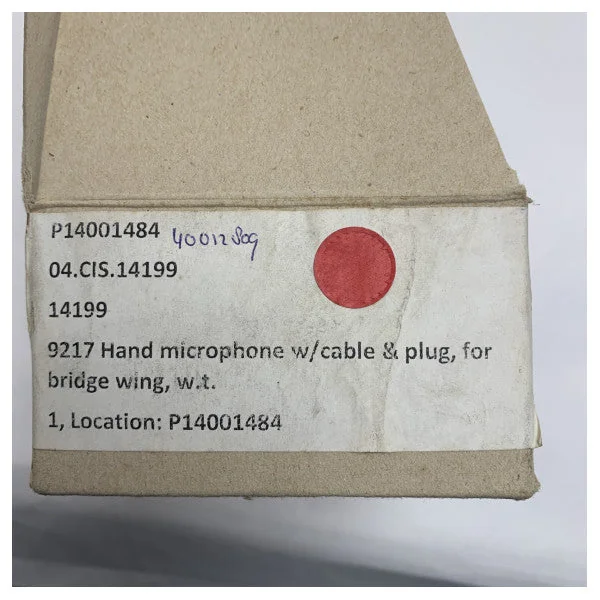 P14001484 40012809
04.CIS.14199
14199
9217 Hand microphone w/cable & plug, for
bridge wing, w.t.
1, Location: P14001484